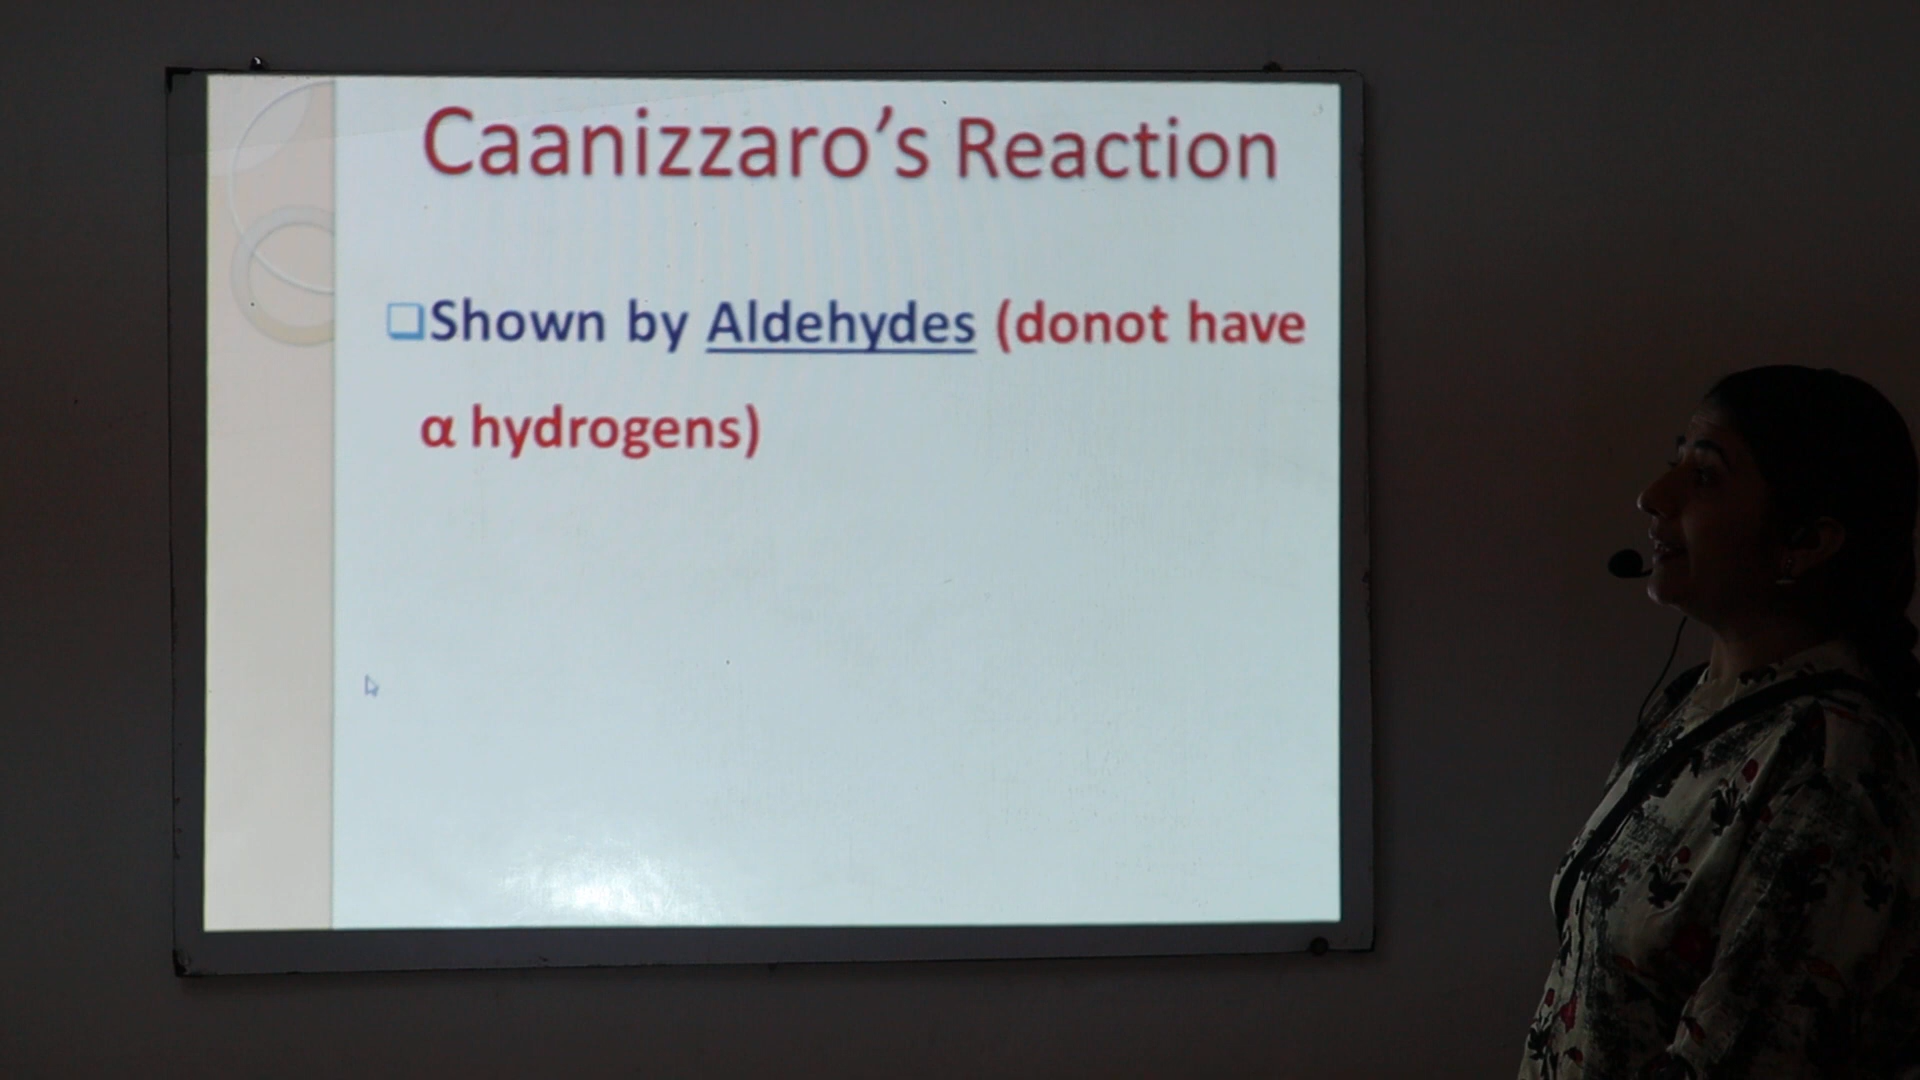 Caanizzaro’s Reaction
Shown by Aldehydes (donot have
α hydrogens)